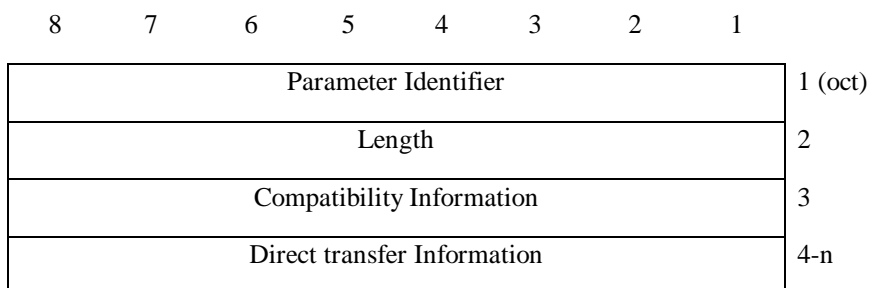 8 7 6 5 4 3 2 1
Parameter Identifier 1 (oct)
Length 2
Compatibility Information 3
Direct transfer Information 4-n